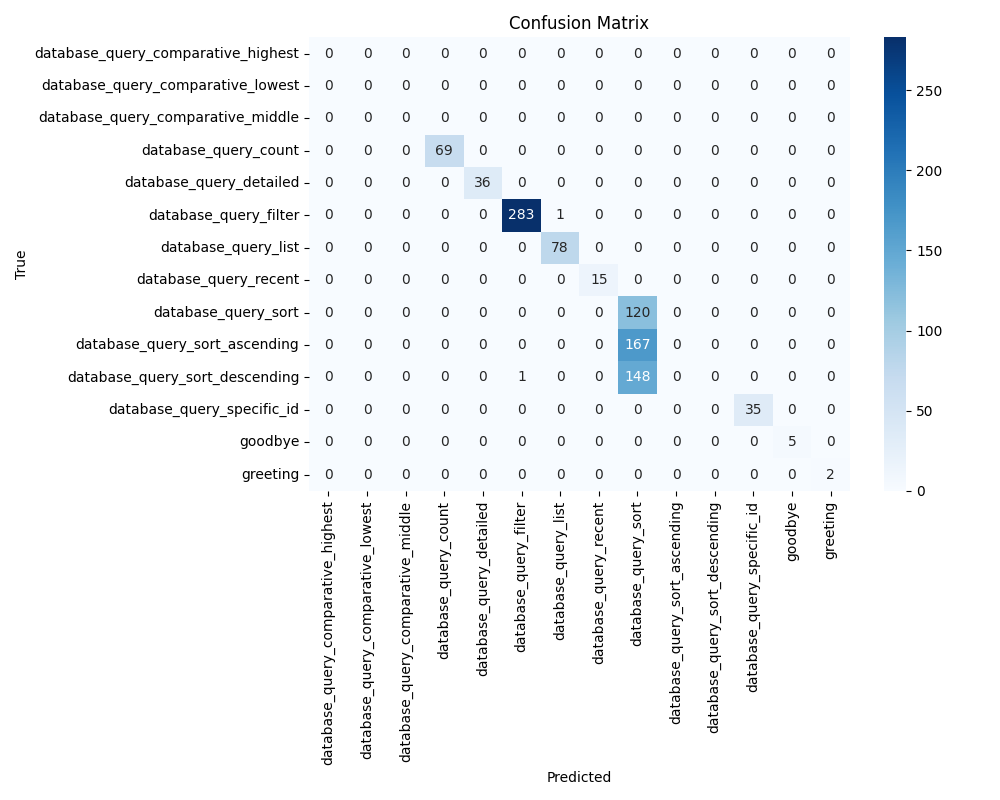 Confusion Matrix
database_query_comparative_highest 0 0 0 0 0 0 0 0 0 0 0 0 0 0
database_query_comparative_lowest 0 0 0 0 0 0 0 0 0 0 0 0 0 0
database_query_comparative_middle 0 0 0 0 0 0 0 0 0 0 0 0 0 0
database_query_count 0 0 0 69 0 0 0 0 0 0 0 0 0 0
database_query_detailed 0 0 0 0 36 0 0 0 0 0 0 0 0 0
database_query_filter 0 0 0 0 0 283 1 0 0 0 0 0 0 0
database_query_list 0 0 0 0 0 0 78 0 0 0 0 0 0 0
database_query_recent 0 0 0 0 0 0 0 15 0 0 0 0 0 0
database_query_sort 0 0 0 0 0 0 0 0 120 0 0 0 0 0
database_query_sort_ascending 0 0 0 0 0 0 0 0 167 0 0 0 0 0
database_query_sort_descending 0 0 0 0 0 1 0 0 148 0 0 0 0 0
database_query_specific_id 0 0 0 0 0 0 0 0 0 0 0 35 0 0
goodbye 0 0 0 0 0 0 0 0 0 0 0 0 5 0
greeting 0 0 0 0 0 0 0 0 0 0 0 0 0 2
True
database_query_comparative_highest
database_query_comparative_lowest
database_query_comparative_middle
database_query_count
database_query_detailed
database_query_filter
database_query_list
database_query_recent
database_query_sort
database_query_sort_ascending
database_query_sort_descending
database_query_specific_id
goodbye
greeting
Predicted
250
200
150
100
50
0